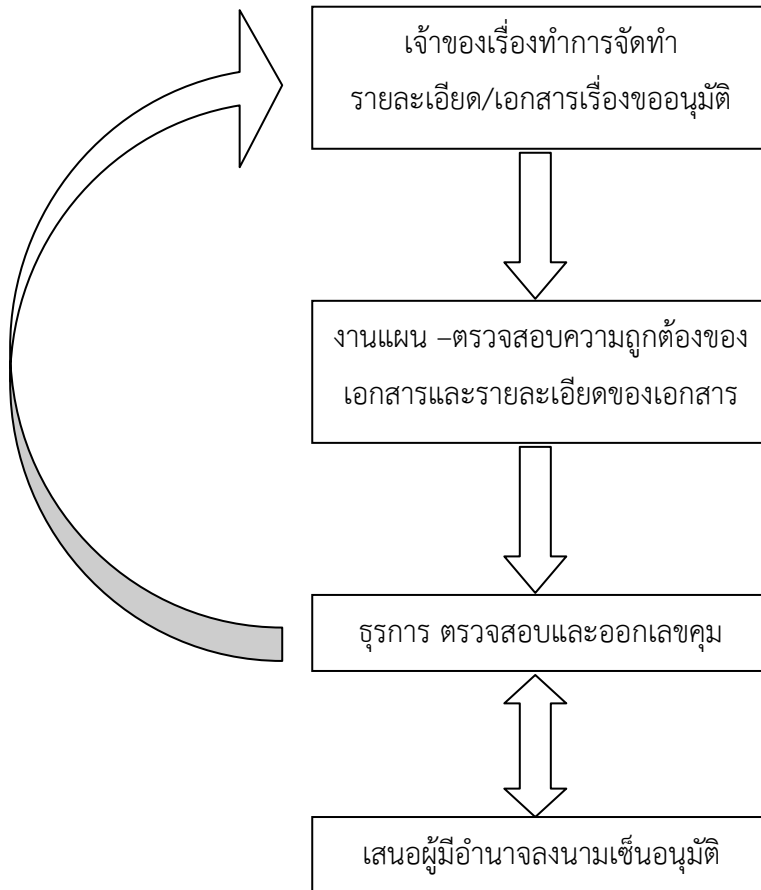 เจ้าของเรื่องทำการจัดทำ
รายละเอียด/เอกสารเรื่องขออนุมัติ
งานแผน –ตรวจสอบความถูกต้องของ
เอกสารและรายละเอียดของเอกสาร
ธุรการ ตรวจสอบและออกเลขคุม
เสนอผู้มีอำนาจลงนามเซ็นอนุมัติ